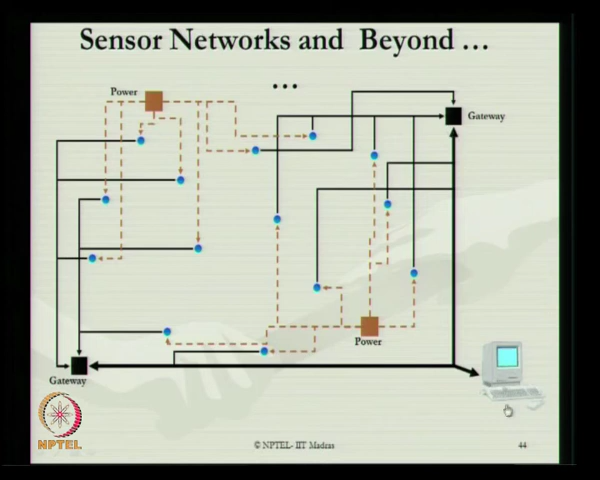 Sensor Networks and Beyond ...
...
Power
Gateway
Power
Gateway
NPTEL
© NPTEL- IIT Madras
44